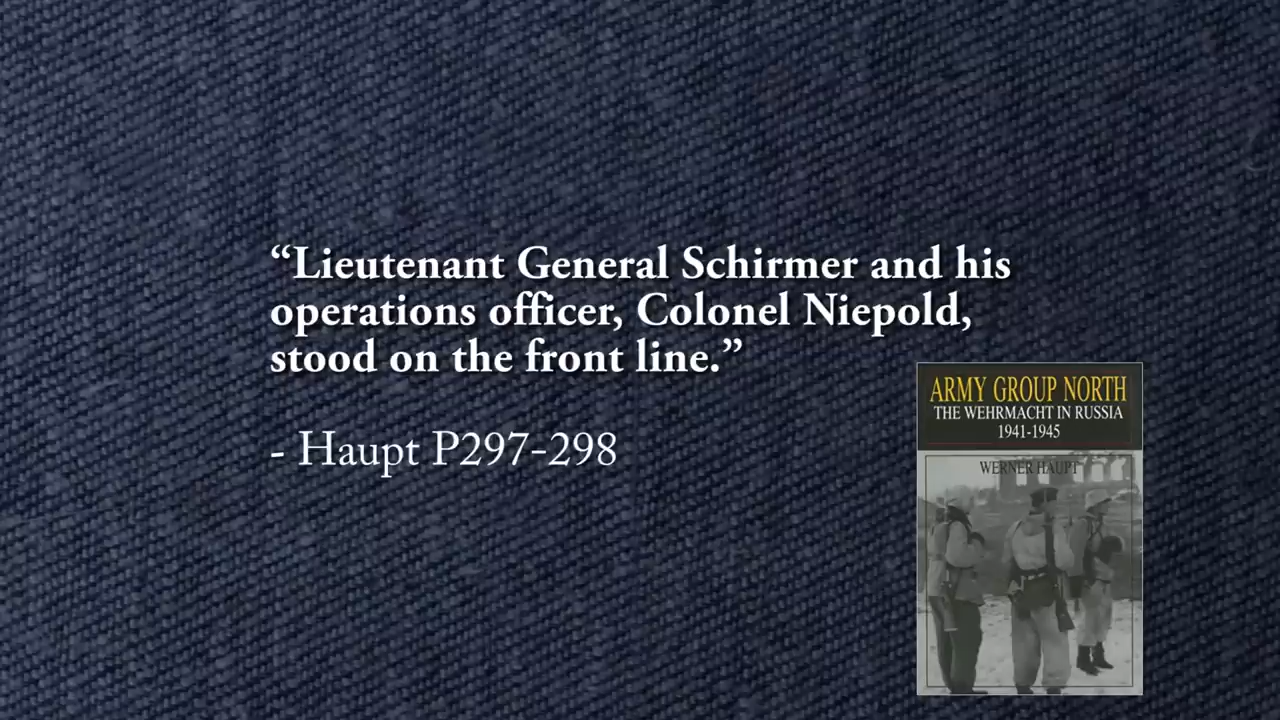 “Lieutenant General Schirmer and his
operations officer, Colonel Niepold,
stood on the front line.”
- Haupt P297-298
ARMY GROUP NORTH
THE WEHRMACHT IN RUSSIA
1941-1945
WERNER HAUPT